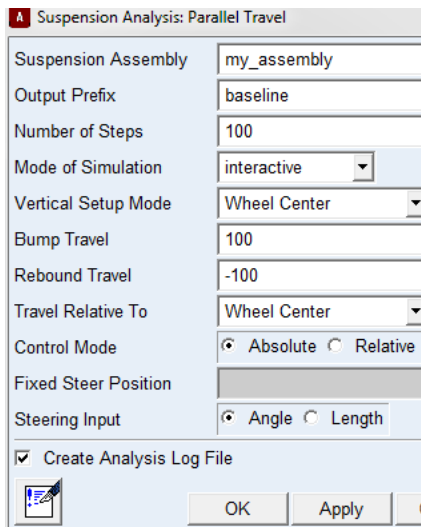 A Suspension Analysis: Parallel Travel
Suspension Assembly my_assembly
Output Prefix baseline
Number of Steps 100
Mode of Simulation interactive
Vertical Setup Mode Wheel Center
Bump Travel 100
Rebound Travel -100
Travel Relative To Wheel Center
Control Mode Absolute Relative
Fixed Steer Position
Steering Input Angle Length
Create Analysis Log File
OK Apply